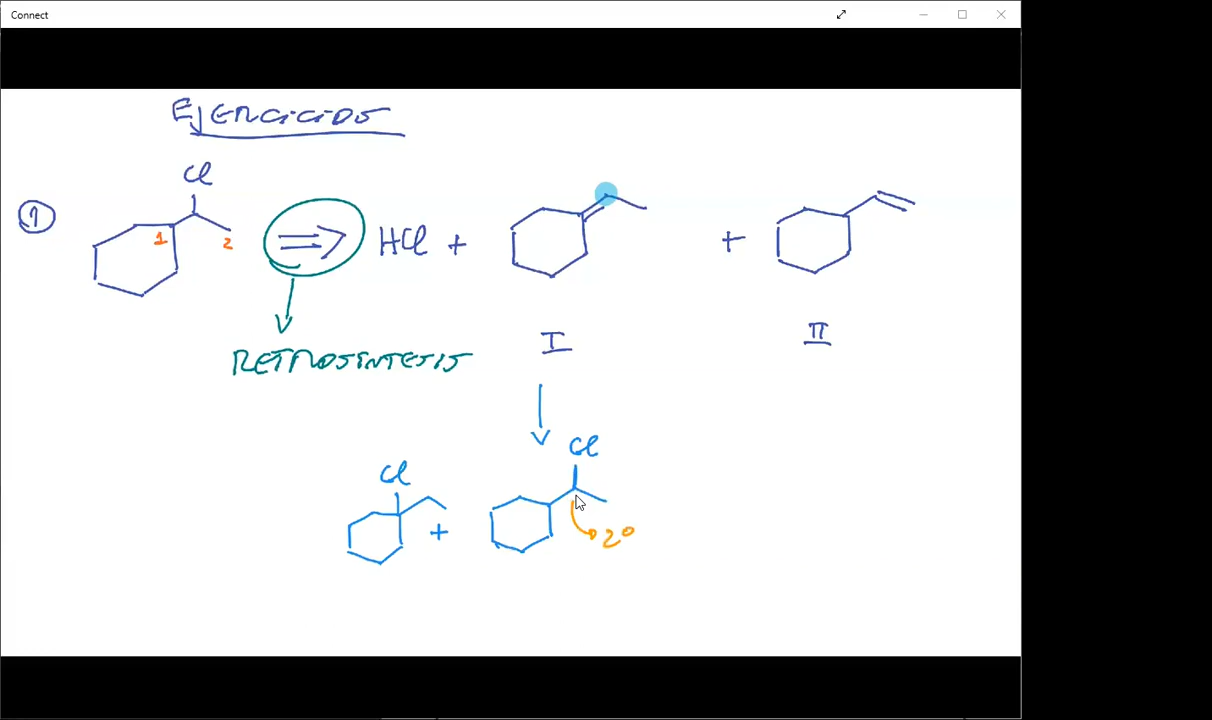 Connect
EJERCICIOS
Cl
1
1 2
HCl + +
I II
RETROSINTESIS
Cl
Cl
+
2°